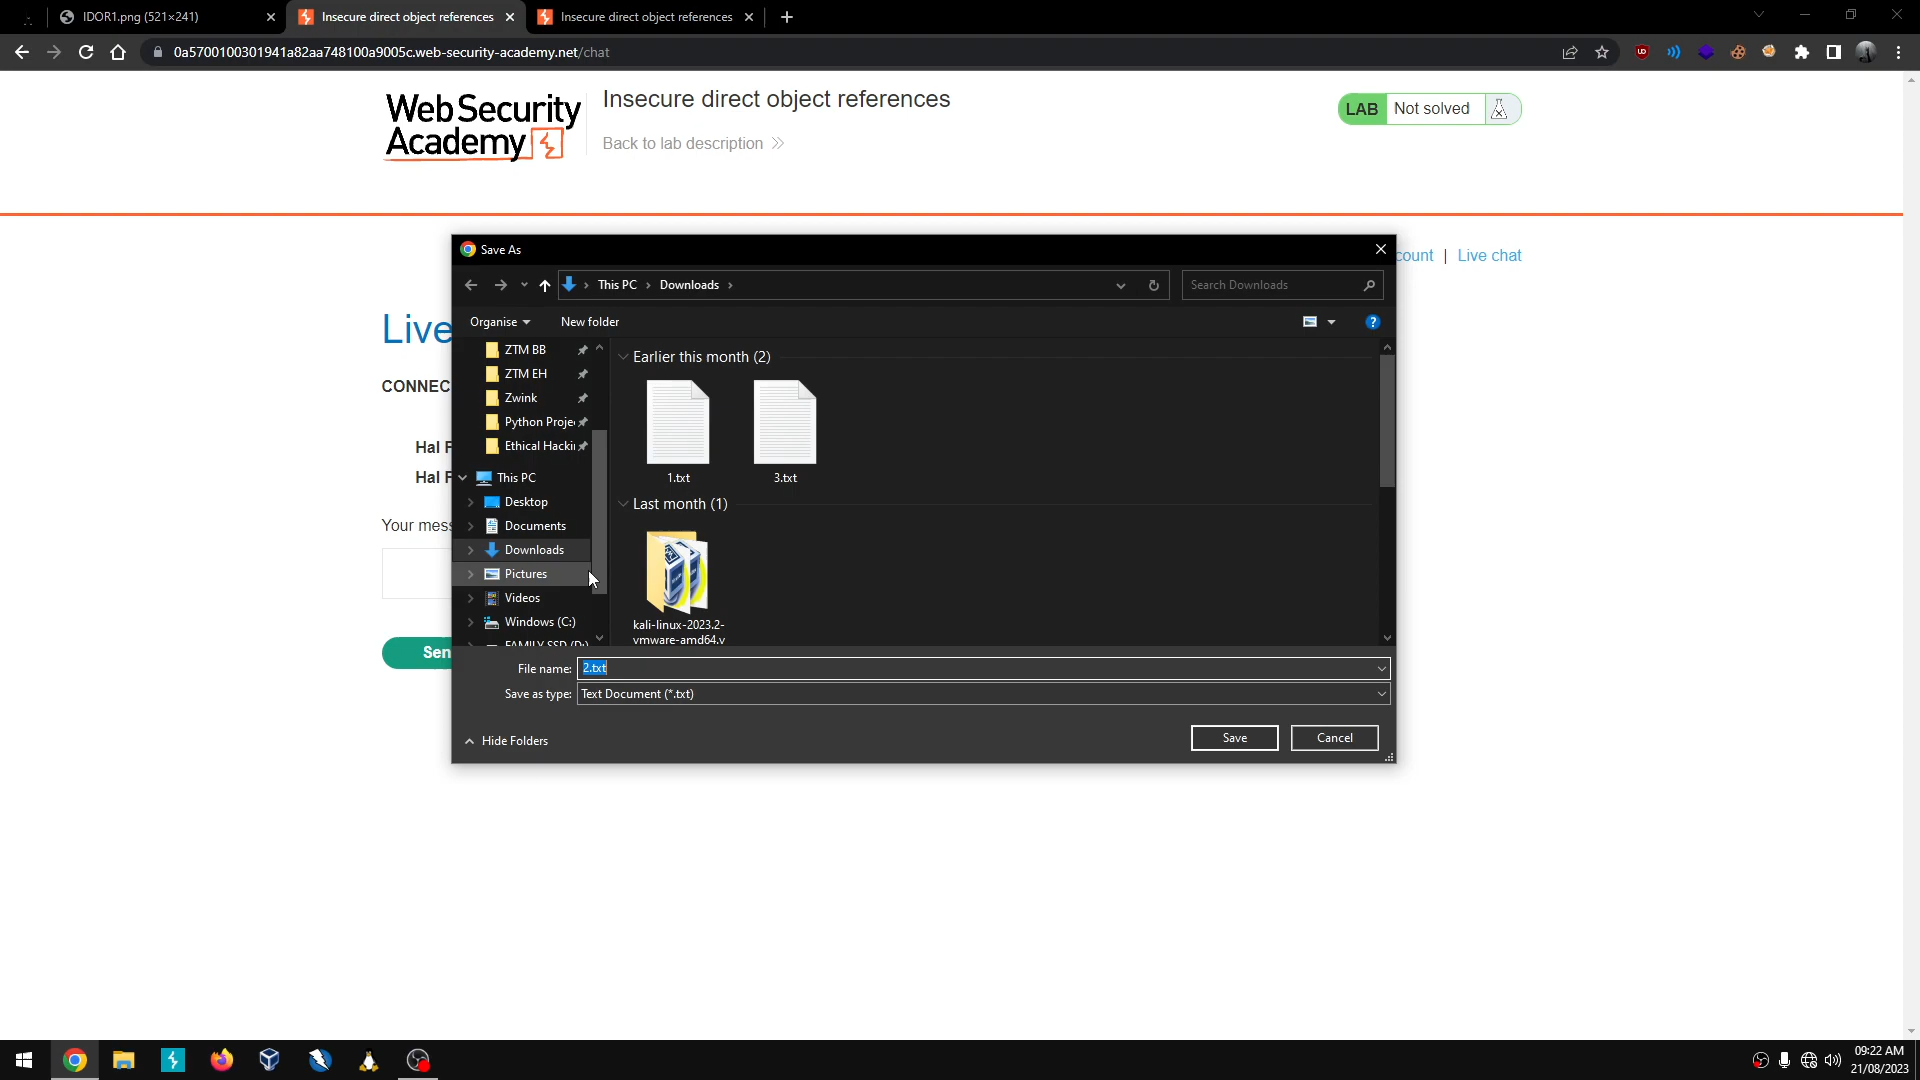 IDOR1.png (521×241)
Insecure direct object references
Insecure direct object references
0a5700100301941a82aa748100a9005c.web-security-academy.net/chat
WebSecurity
Academy
Insecure direct object references
Back to lab description
LAB Not solved
Save As
This PC
Downloads
Search Downloads
count | Live chat
Organise
New folder
Live
CONNEC
Hal F
Hal F
Your mess
Sen
ZTM BB
ZTM EH
Zwink
Python Proje
Ethical Hacki
This PC
Desktop
Documents
Downloads
Pictures
Videos
Windows (C:)
FAMILY SSD (D:)
Earlier this month (2)
1.txt
3.txt
Last month (1)
kali-linux-2023.2-
vmware-amd64.v
File name: 2.txt
Save as type: Text Document (*.txt)
Hide Folders
Save
Cancel
09:22 AM
21/08/2023